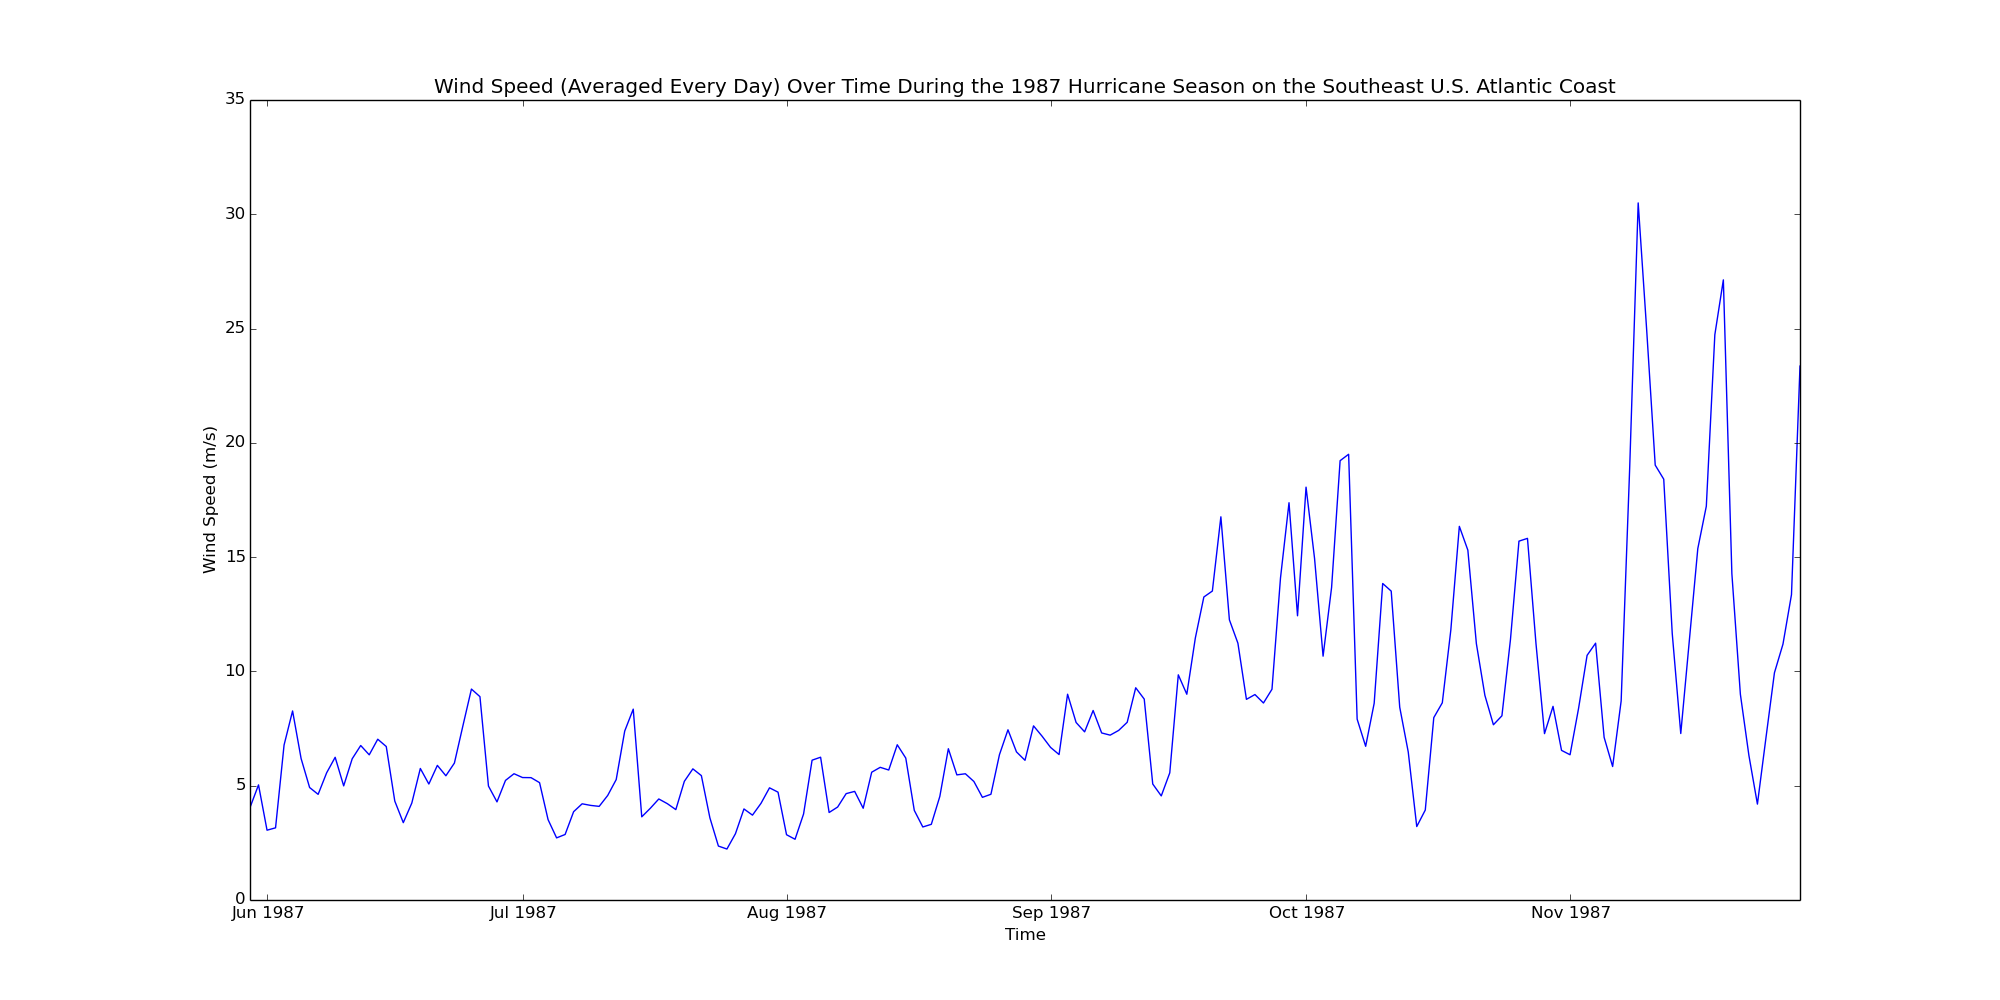 Wind Speed (Averaged Every Day) Over Time During the 1987 Hurricane Season on the Southeast U.S. Atlantic Coast
35
30
25
20
15
10
5
0
Wind Speed (m/s)
Jun 1987 Jul 1987 Aug 1987 Sep 1987 Oct 1987 Nov 1987
Time